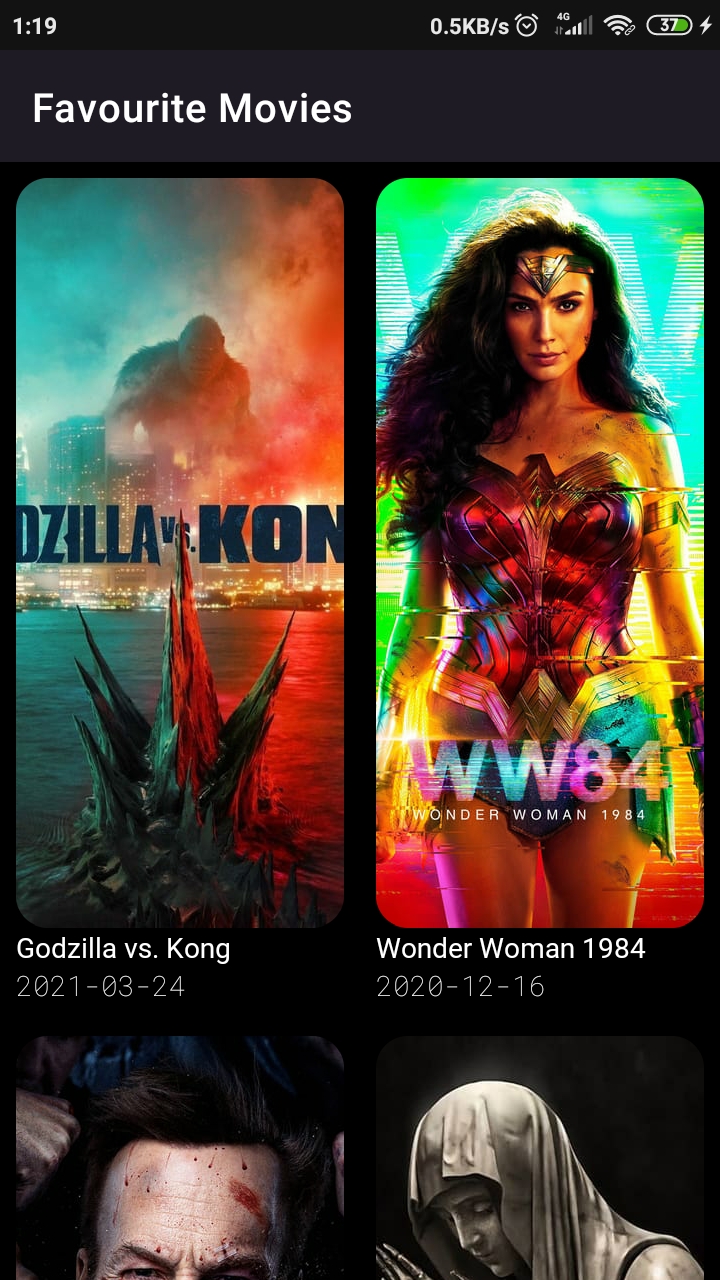 1:19
0.5KB/s 4G 37
Favourite Movies
DZILLA vs. KON
WW84
WONDER WOMAN 1984
Godzilla vs. Kong
2021-03-24
Wonder Woman 1984
2020-12-16